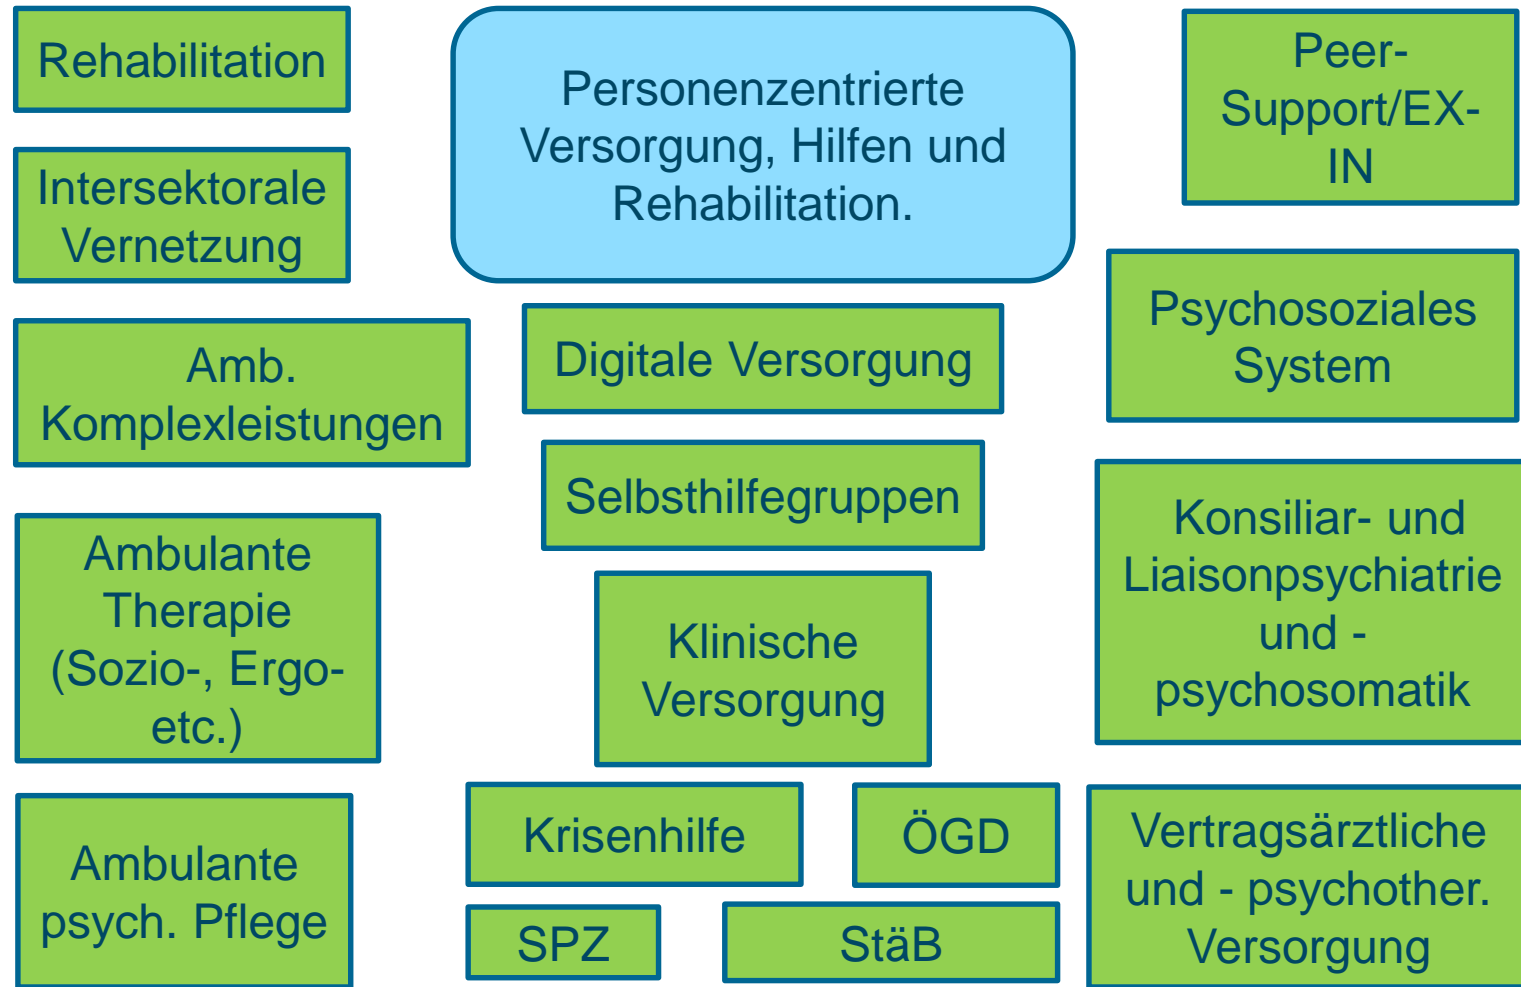 Rehabilitation
Personenzentrierte
Versorgung, Hilfen und
Rehabilitation.
Peer-
Support/EX-
IN
Intersektorale
Vernetzung
Psychosoziales
System
Amb.
Komplexleistungen
Digitale Versorgung
Selbsthilfegruppen
Konsiliar- und
Liaisonpsychiatrie
und -
psychosomatik
Ambulante
Therapie
(Sozio-, Ergo-
etc.)
Klinische
Versorgung
Ambulante
psych. Pflege
Krisenhilfe
ÖGD
Vertragsärztliche
und - psychother.
Versorgung
SPZ
StäB